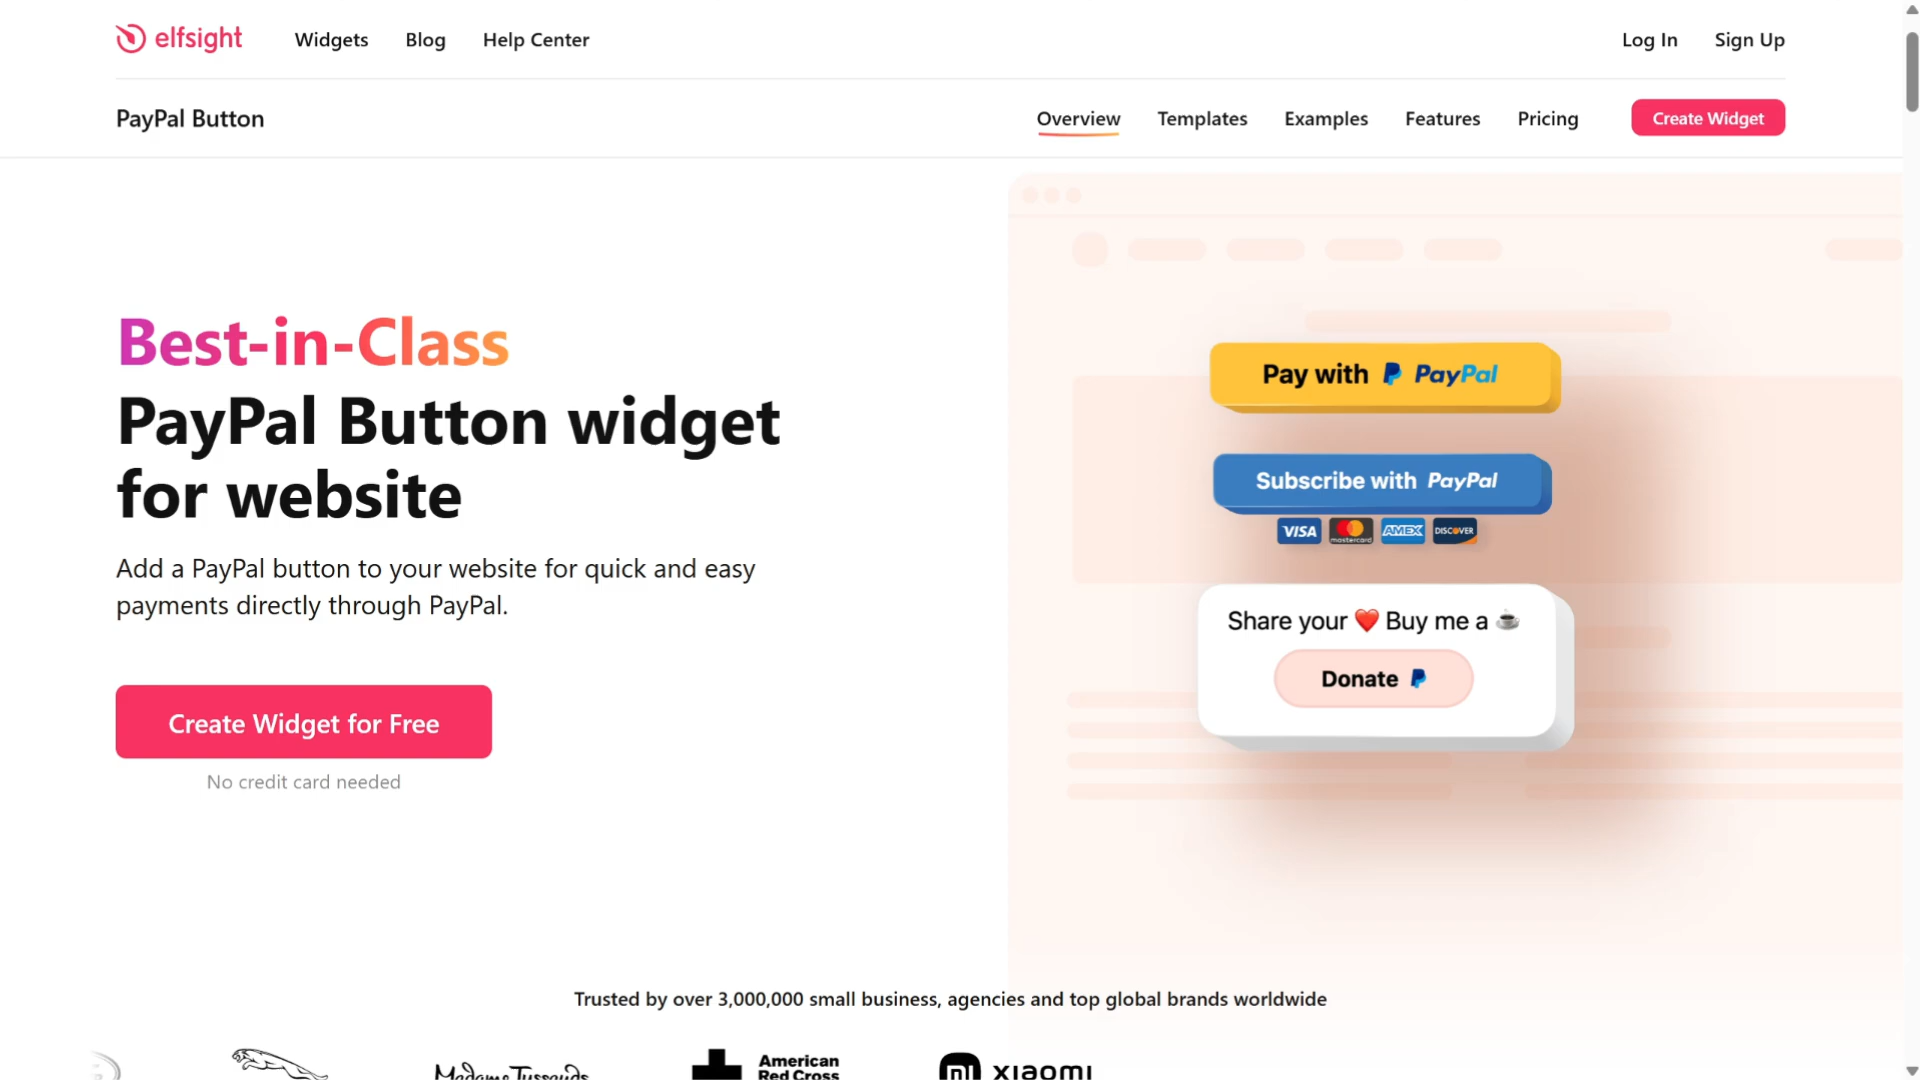 elfsight
Widgets
Blog
Help Center
Log In
Sign Up
PayPal Button
Overview
Templates
Examples
Features
Pricing
Create Widget
Best-in-Class
PayPal Button widget
for website
Add a PayPal button to your website for quick and easy
payments directly through PayPal.
Create Widget for Free
No credit card needed
Pay with PayPal
Subscribe with PayPal
VISA
mastercard
AMEX
DISCOVER
Share your ❤️ Buy me a ☕
Donate
Trusted by over 3,000,000 small business, agencies and top global brands worldwide
Madame Tussauds
American
Red Cross
xiaomi